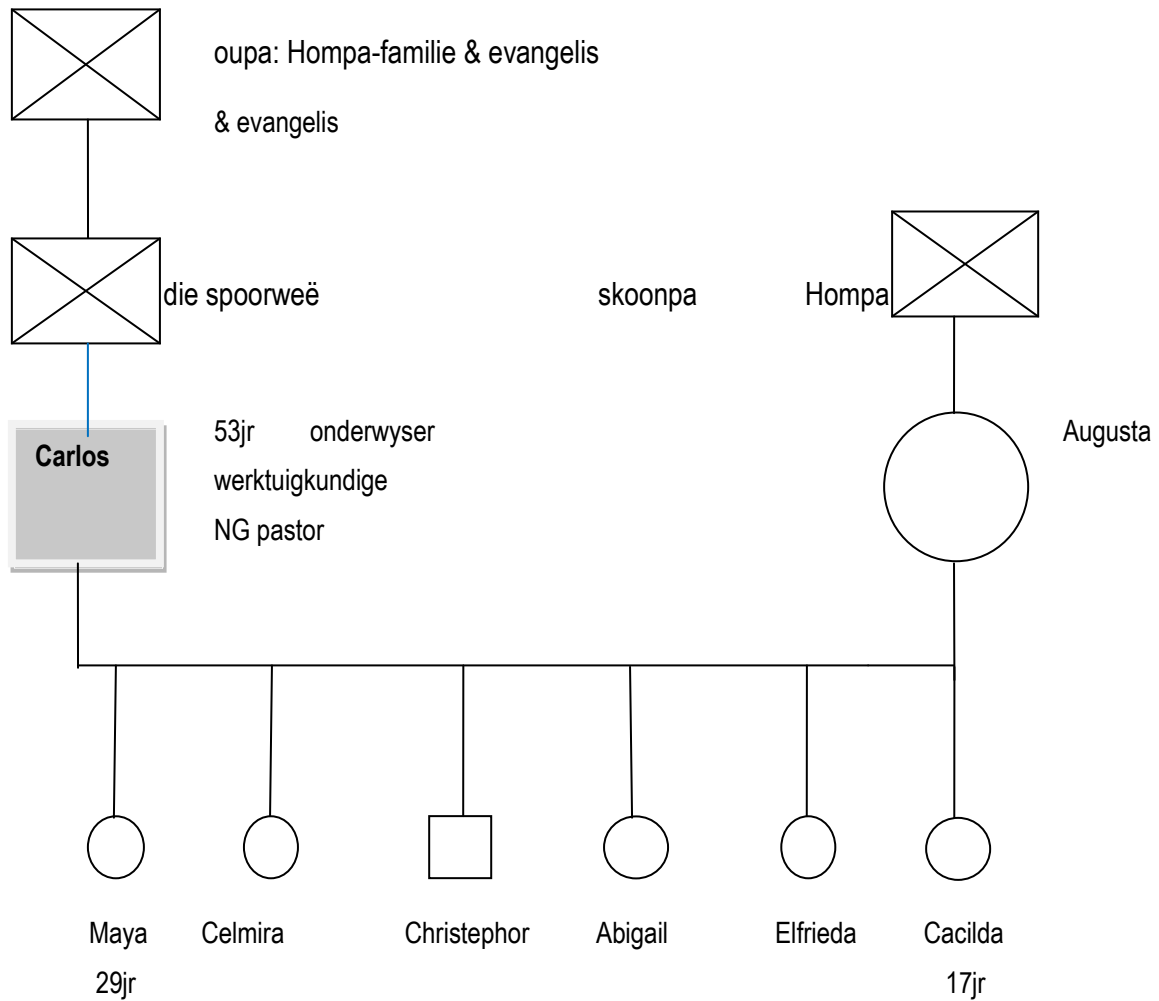 oupa: Hompa-familie & evangelis
& evangelis
die spoorweë skoonpa Hompa
Carlos 53jr onderwyser Augusta
werktuigkundige
NG pastor
Maya Celmira Christephor Abigail Elfrieda Cacilda
29jr 17jr